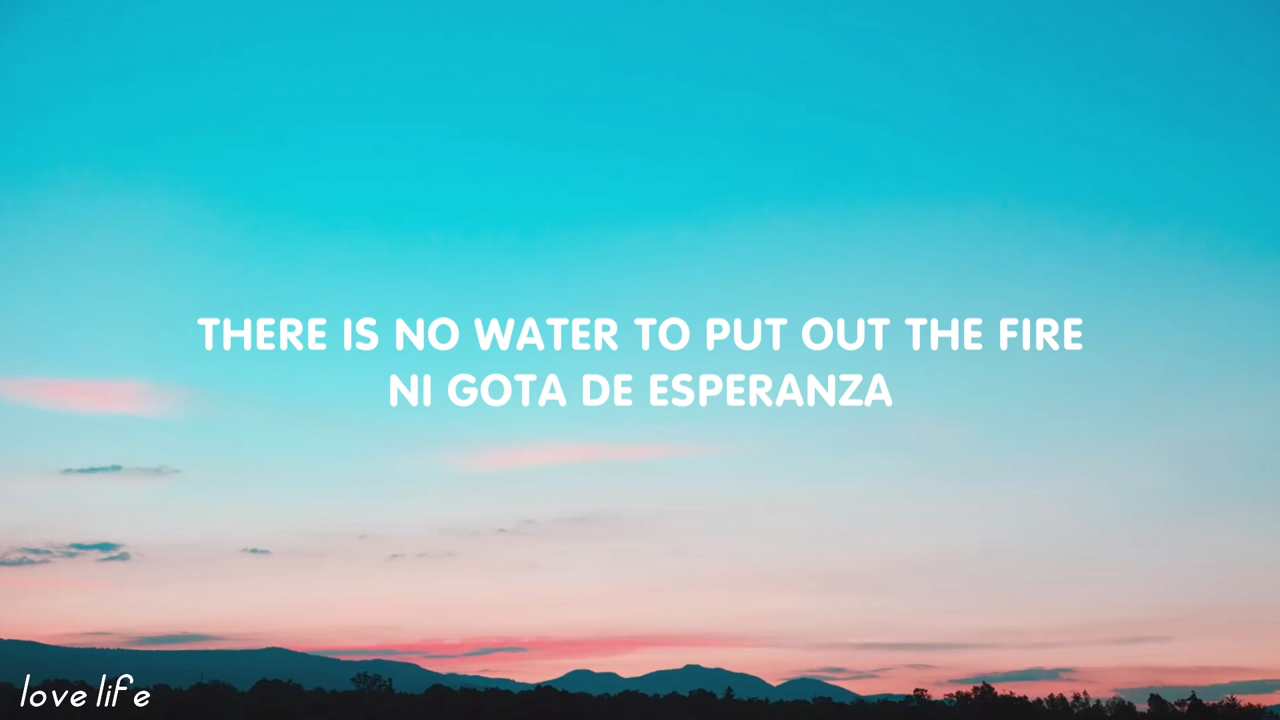 THERE IS NO WATER TO PUT OUT THE FIRE
NI GOTA DE ESPERANZA
love life